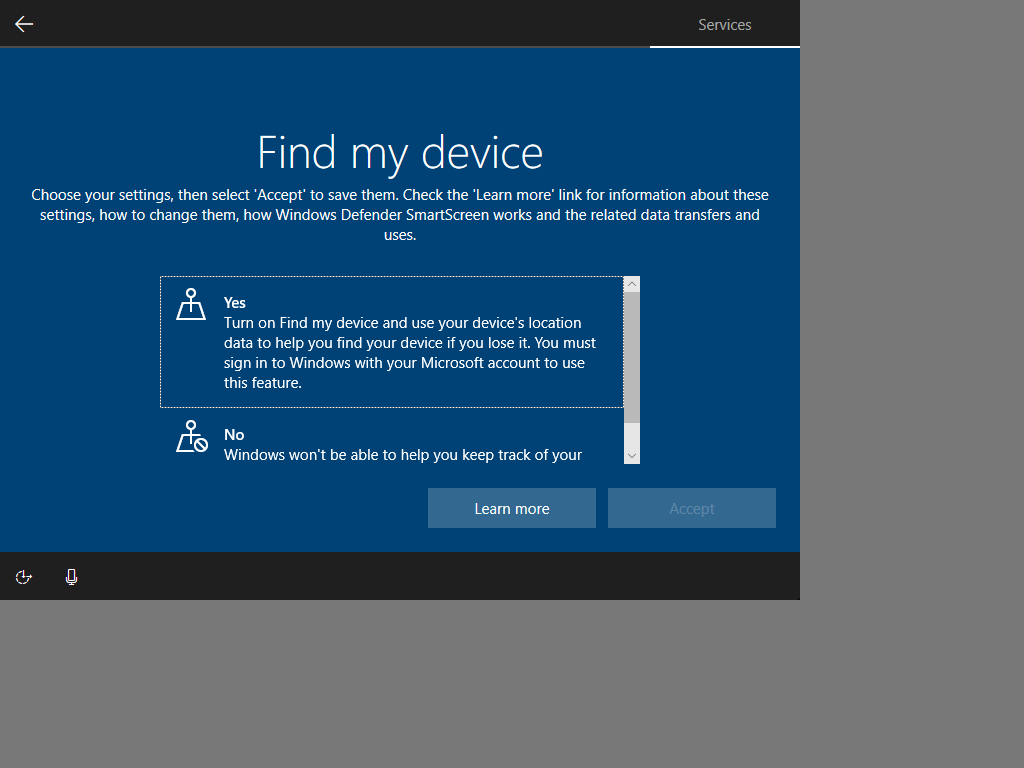 Services
Find my device
Choose your settings, then select 'Accept' to save them. Check the 'Learn more' link for information about these
settings, how to change them, how Windows Defender SmartScreen works and the related data transfers and
uses.
Yes
Turn on Find my device and use your device's location
data to help you find your device if you lose it. You must
sign in to Windows with your Microsoft account to use
this feature.
No
Windows won't be able to help you keep track of your
Learn more
Accept